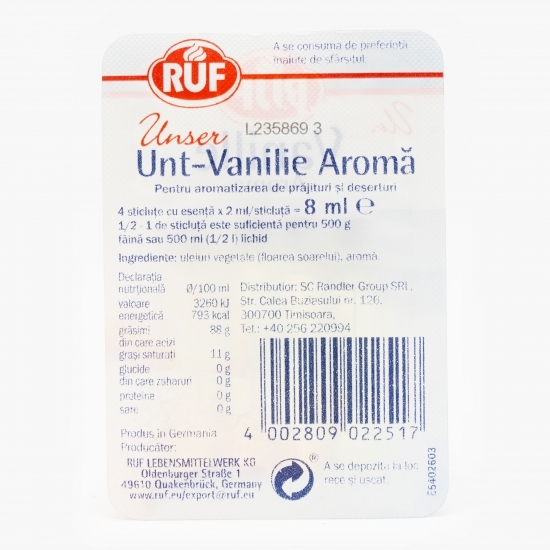 RUF
A se consuma de preferință
înainte de sfârșitul:
Unser
L235869 3
Unt-Vanilie Aromă
Pentru aromatizarea de prăjituri și deserturi
4 sticluțe cu esență x 2 ml/sticluță = 8 ml ℮
1/2 - 1 de sticluță este suficientă pentru 500 g
făină sau 500 ml (1/2 l) lichid
Ingrediente: uleiuri vegetale (floarea soarelui), aromă.
Declarația
nutrițională Ø/100 ml
valoare 3260 kJ
energetică 793 kcal
grăsimi 88 g
din care acizi
grași saturați 11 g
glucide 0 g
din care zaharuri 0 g
proteine 0 g
sare 0 g
Distribuitor: SC Randler Group SRL,
Str. Calea Buziasului nr. 126,
300700 Timisoara,
Tel.: +40 256 220994
4 002809 022517
Produs în Germania
Producător:
RUF LEBENSMITTELWERK KG
Oldenburger Straße 1
49610 Quakenbrück, Germany
www.ruf.eu/export@ruf.eu
®
A se depozita la loc
rece și uscat.
65402603